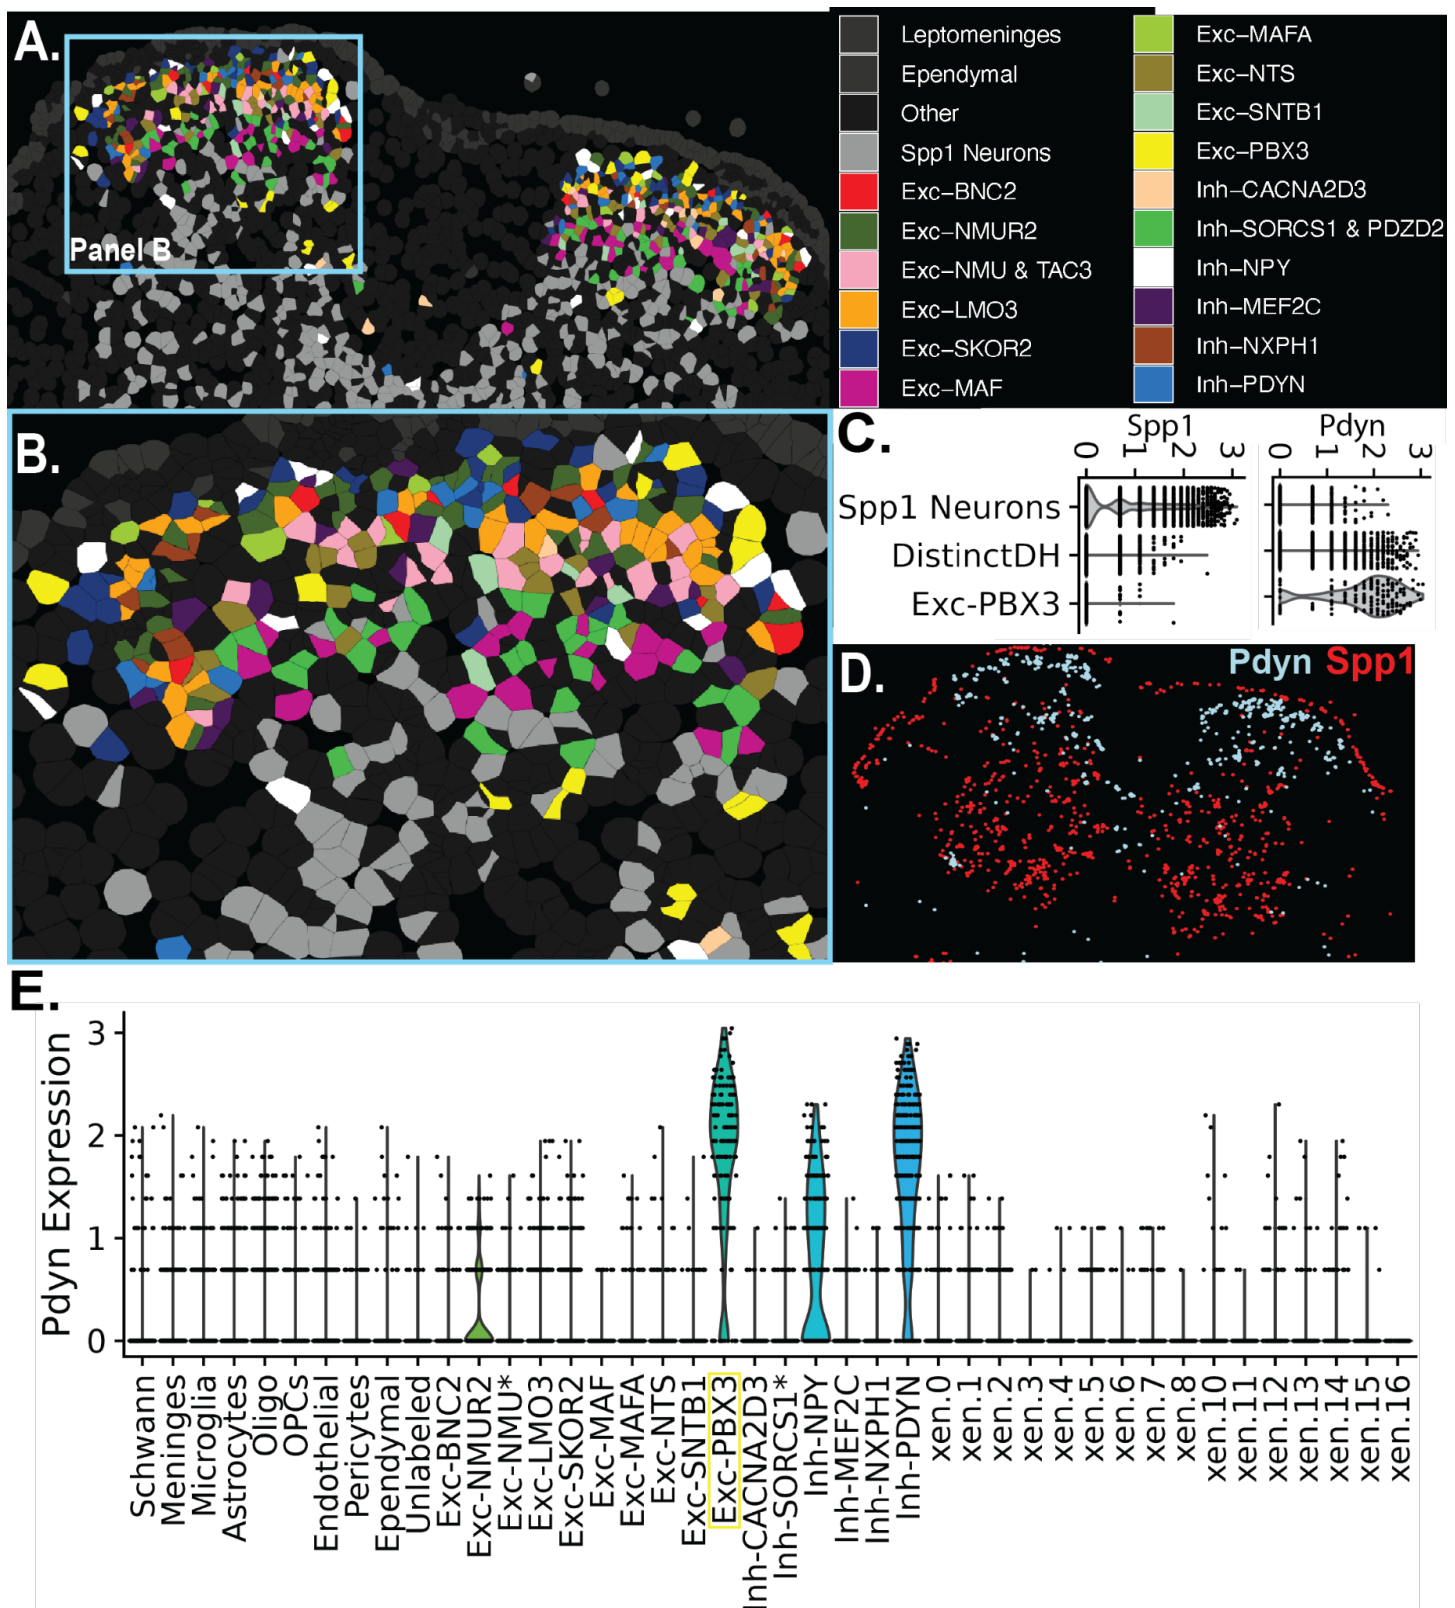 A.
Panel B
Leptomeninges
Ependymal
Other
Spp1 Neurons
Exc–BNC2
Exc–NMUR2
Exc–NMU & TAC3
Exc–LMO3
Exc–SKOR2
Exc–MAF
Exc–MAFA
Exc–NTS
Exc–SNTB1
Exc–PBX3
Inh–CACNA2D3
Inh–SORCS1 & PDZD2
Inh–NPY
Inh–MEF2C
Inh–NXPH1
Inh–PDYN
B.
C.
Spp1
0 1 2 3
Pdyn
0 1 2 3
Spp1 Neurons
DistinctDH
Exc-PBX3
D.
Pdyn Spp1
E.
Pdyn Expression
3
2
1
0
Schwann
Meninges
Microglia
Astrocytes
Oligo
OPCs
Endothelial
Pericytes
Ependymal
Unlabeled
Exc-BNC2
Exc-NMUR2
Exc-NMU*
Exc-LMO3
Exc-SKOR2
Exc-MAF
Exc-MAFA
Exc-NTS
Exc-SNTB1
Exc-PBX3
Inh-CACNA2D3
Inh-SORCS1*
Inh-NPY
Inh-MEF2C
Inh-NXPH1
Inh-PDYN
xen.0
xen.1
xen.2
xen.3
xen.4
xen.5
xen.6
xen.7
xen.8
xen.10
xen.11
xen.12
xen.13
xen.14
xen.15
xen.16